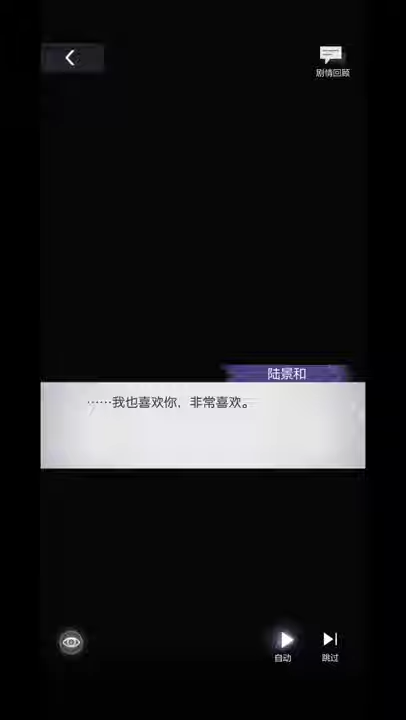 剧情回顾
陆景和
……我也喜欢你，非常喜欢。
自动
跳过